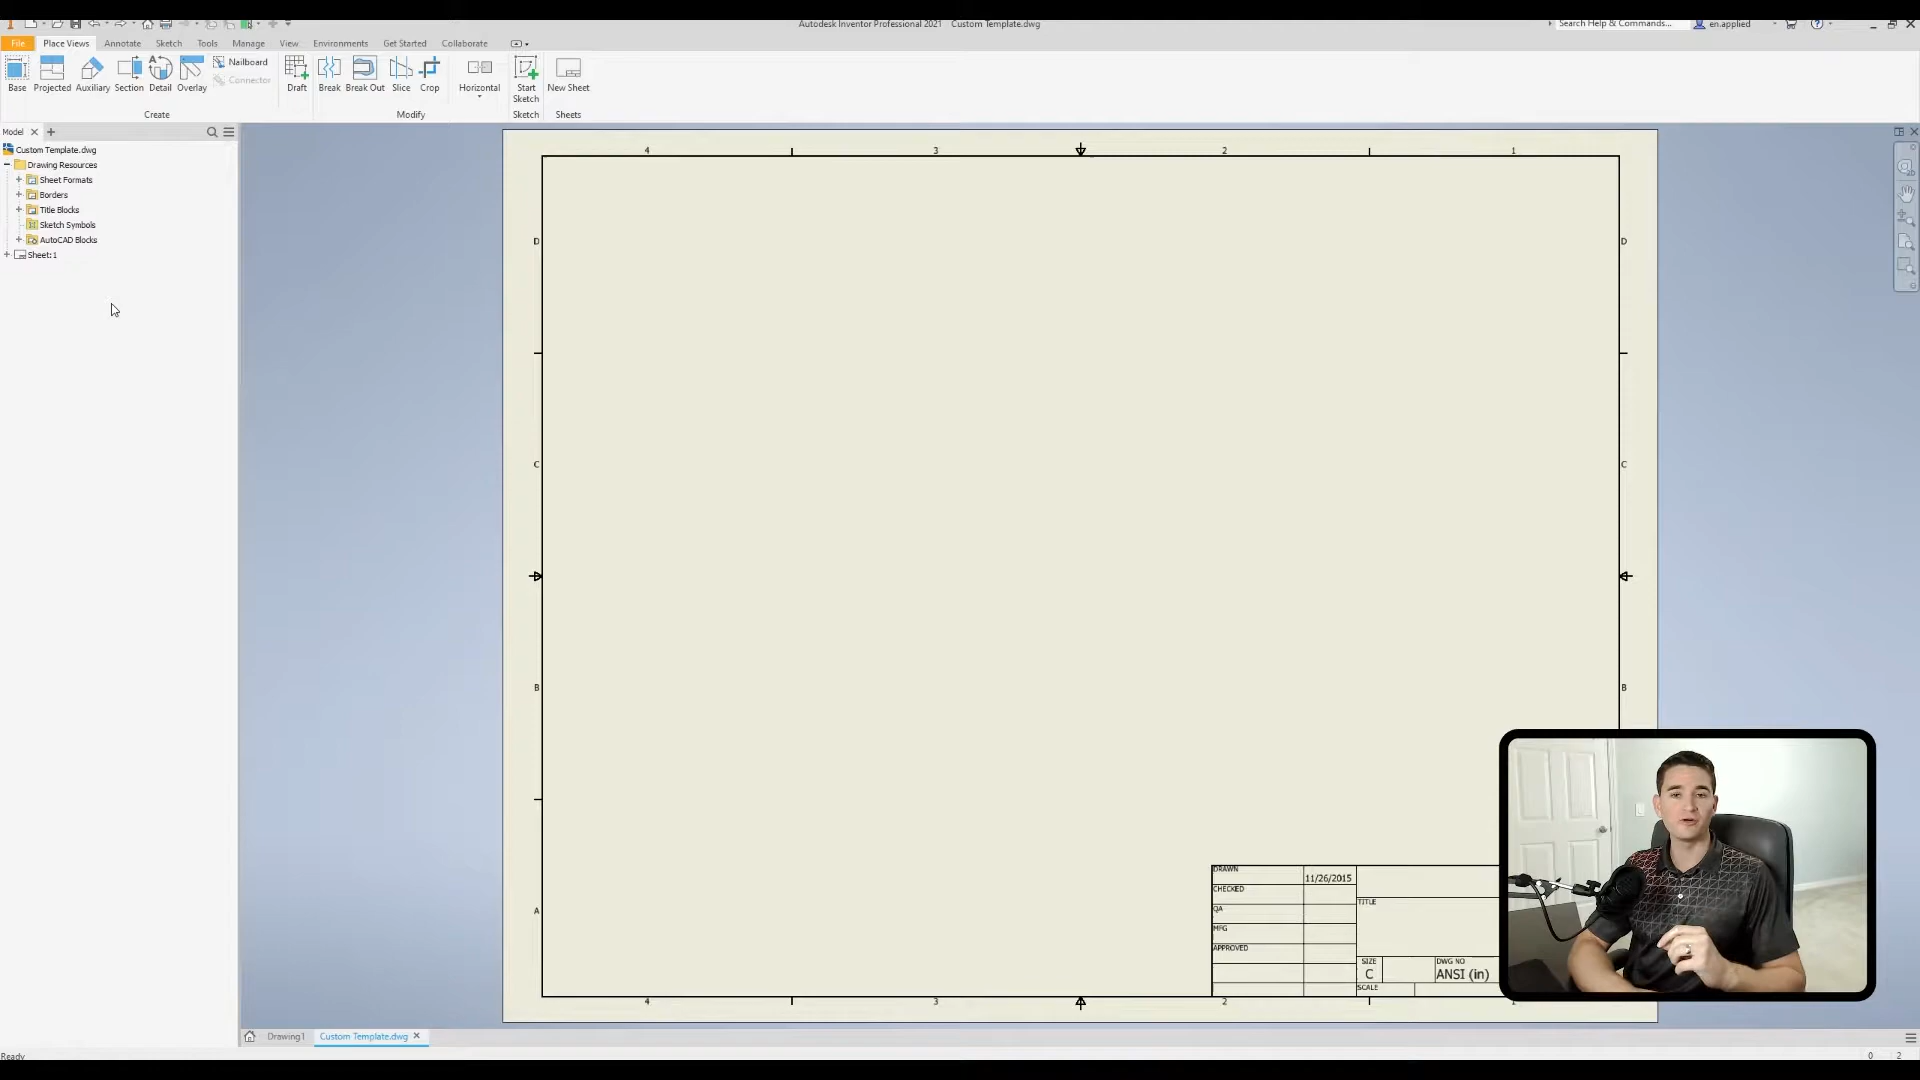 Autodesk Inventor Professional 2021 Custom Template.dwg
Search Help & Commands...
en.applied
File Place Views Annotate Sketch Tools Manage View Environments Get Started Collaborate
Base Projected Auxiliary Section Detail Overlay
Nailboard
Connector
Draft Break Break Out Slice Crop Horizontal
Start Sketch
New Sheet
Create Modify Sketch Sheets
Model
Custom Template.dwg
Drawing Resources
Sheet Formats
Borders
Title Blocks
Sketch Symbols
AutoCAD Blocks
Sheet:1
4 3 2 1
D D
C C
B B
A
DRAWN
11/26/2015
CHECKED
QA
MFG
APPROVED
TITLE
SIZE
C
DWG NO
ANSI (in)
SCALE
4 3 2 1
Drawing1 Custom Template.dwg
Ready
0 2